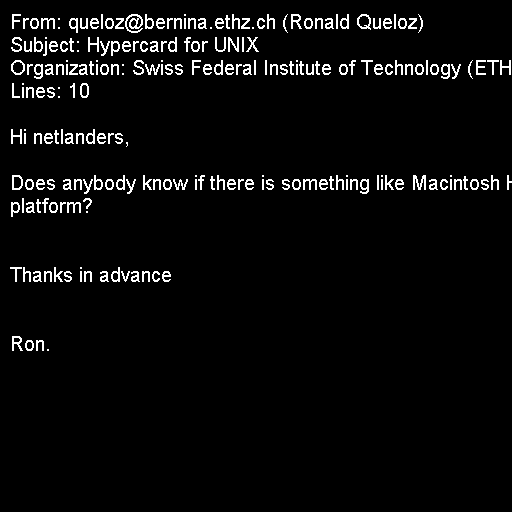 From: queloz@bernina.ethz.ch (Ronald Queloz)
Subject: Hypercard for UNIX
Organization: Swiss Federal Institute of Technology (ETH
Lines: 10
Hi netlanders,
Does anybody know if there is something like Macintosh H
platform?
Thanks in advance
Ron.